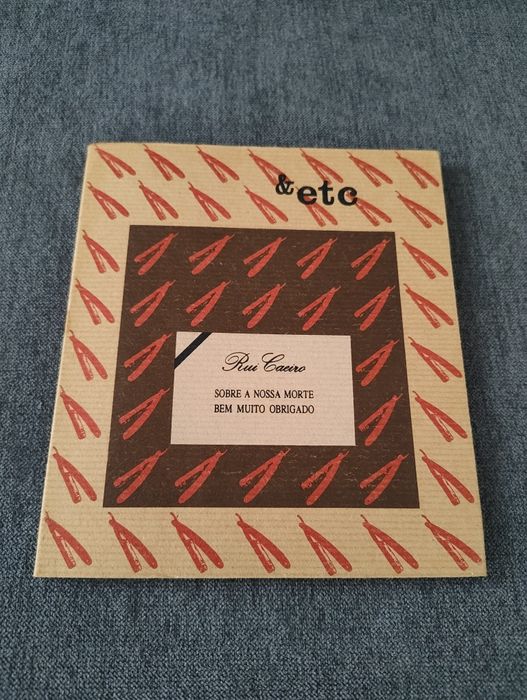 &etc
Rui Caeiro
SOBRE A NOSSA MORTE
BEM MUITO OBRIGADO